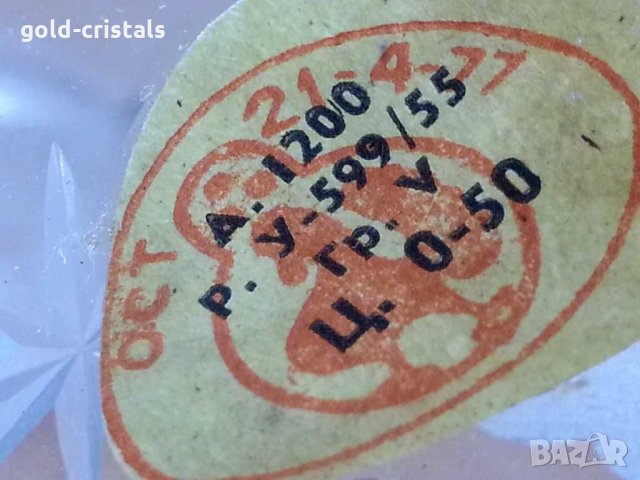 gold-cristals
21-4-77
А. 1200
Р. У-599/55
ГР. V
Ц. 0-50
ОСТ
BAZAR